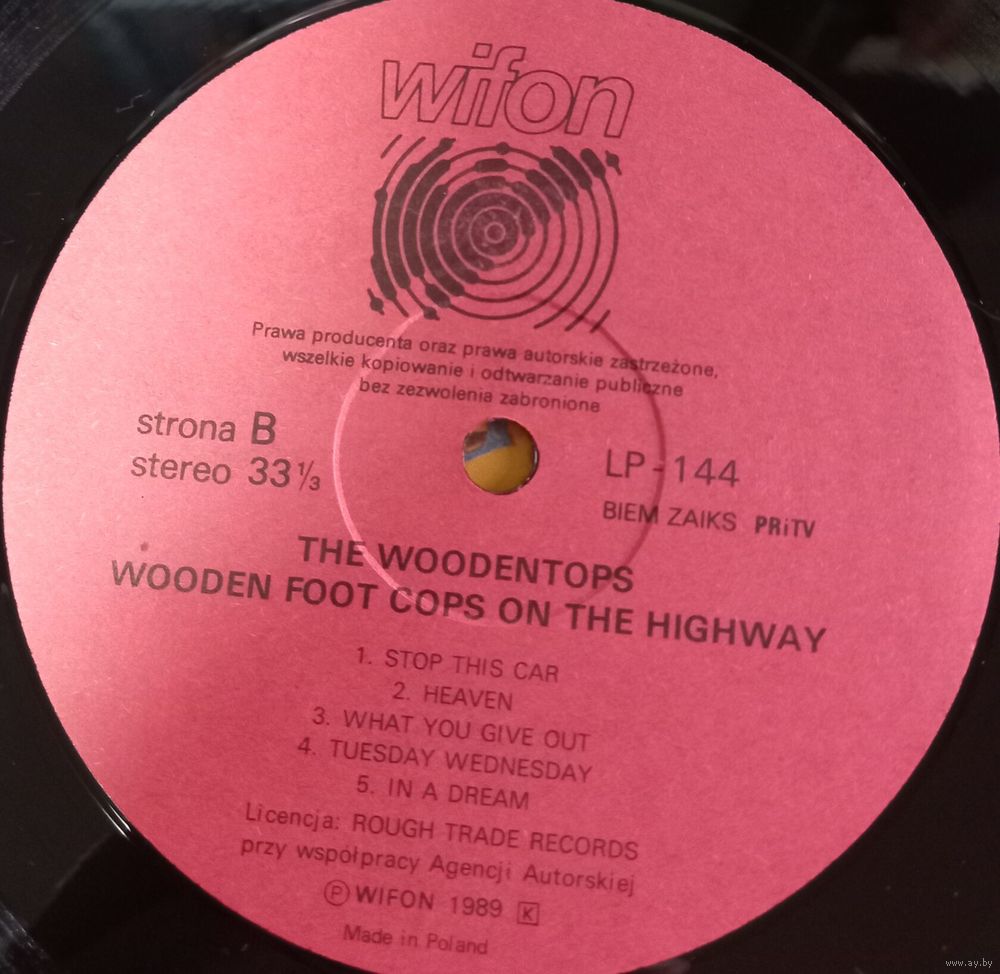 wifon
Prawa producenta oraz prawa autorskie zastrzeżone,
wszelkie kopiowanie i odtwarzanie publiczne
bez zezwolenia zabronione
strona B
stereo 33⅓
LP-144
BIEM ZAIKS PRiTV
THE WOODENTOPS
WOODEN FOOT COPS ON THE HIGHWAY
1. STOP THIS CAR
2. HEAVEN
3. WHAT YOU GIVE OUT
4. TUESDAY WEDNESDAY
5. IN A DREAM
Licencja: ROUGH TRADE RECORDS
przy współpracy Agencji Autorskiej
Ⓟ WIFON 1989 🄺
Made in Poland
www.ay.by